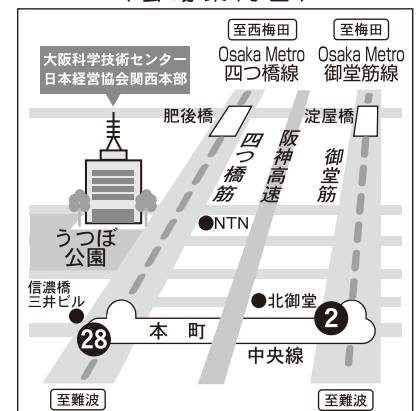 至西梅田
至梅田
大阪科学技術センター
日本経営協会関西本部
Osaka Metro
四つ橋線
Osaka Metro
御堂筋線
肥後橋
淀屋橋
四つ橋筋
阪神高速
御堂筋
NTN
うつぼ
公園
信濃橋
三井ビル
北御堂
2
28
本町
中央線
至難波
至難波